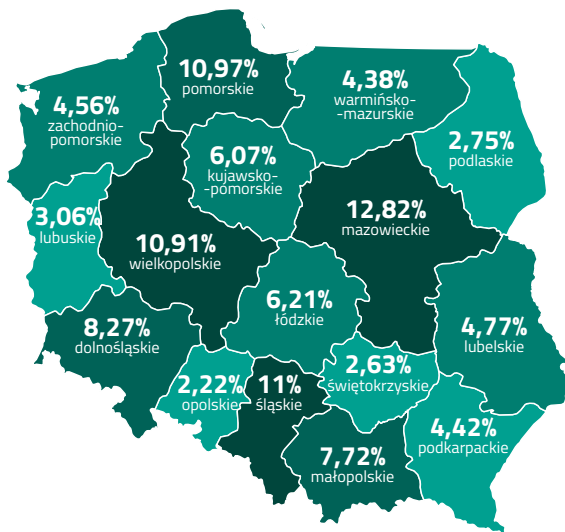 10,97%
pomorskie
4,38%
warmińsko-
-mazurskie
4,56%
zachodnio-
pomorskie
2,75%
podlaskie
6,07%
kujawsko-
-pomorskie
3,06%
lubuskie
12,82%
mazowieckie
10,91%
wielkopolskie
6,21%
łódzkie
8,27%
dolnośląskie
4,77%
lubelskie
2,22%
opolskie
11%
śląskie
2,63%
świętokrzyskie
4,42%
podkarpackie
7,72%
małopolskie